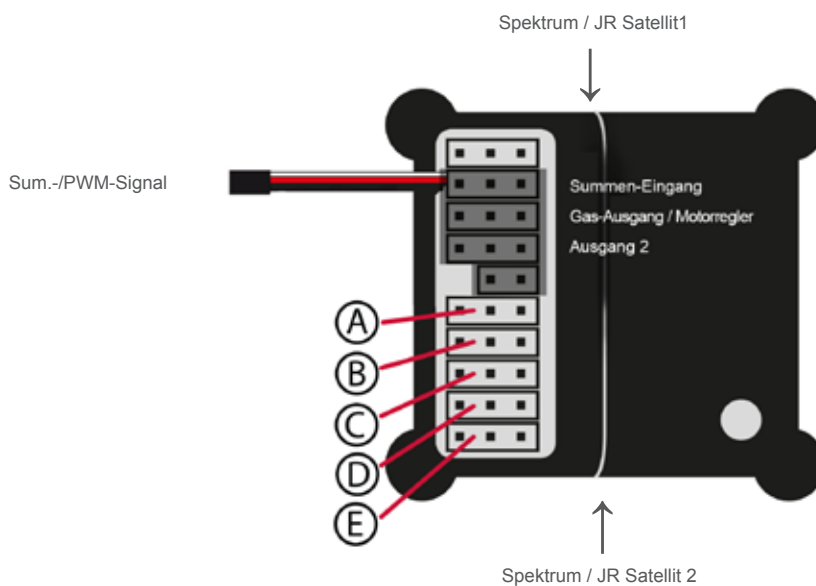 Spektrum / JR Satellit1
Sum.-/PWM-Signal
Summen-Eingang
Gas-Ausgang / Motorregler
Ausgang 2
A
B
C
D
E
Spektrum / JR Satellit 2